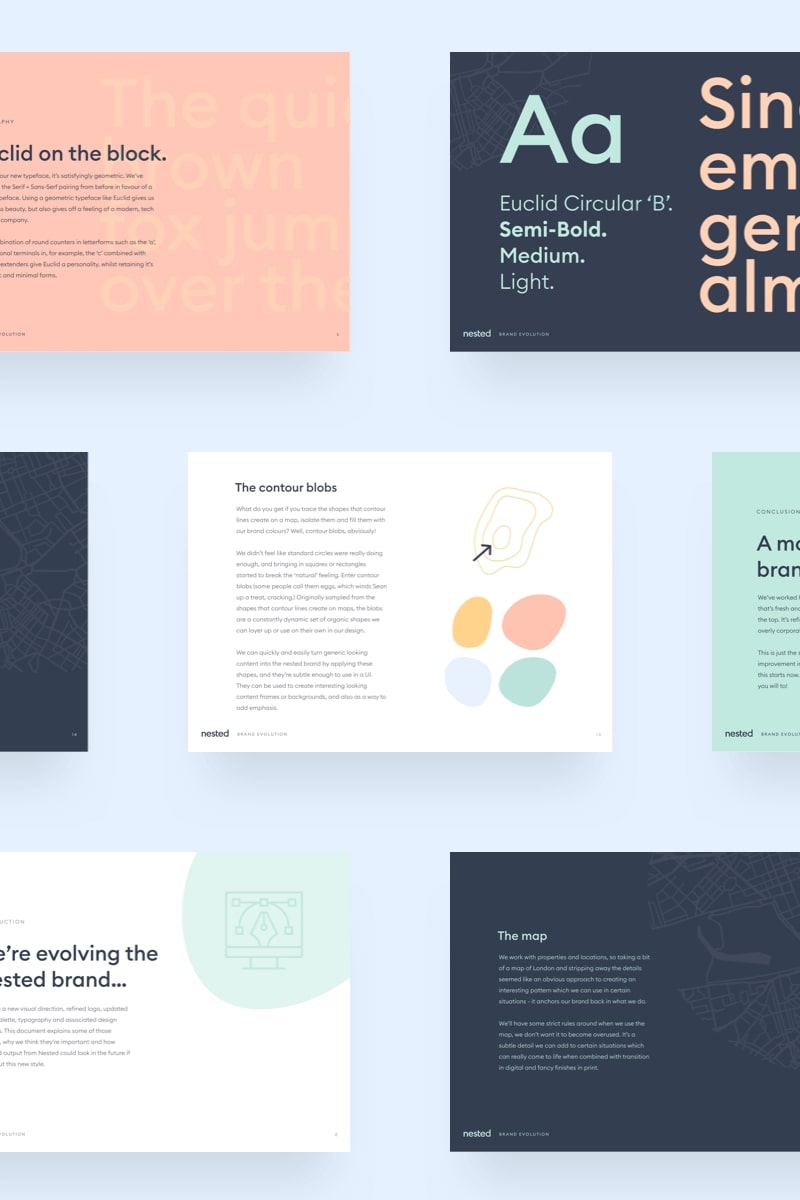 The quic
PHY
clid on the block.
brown
our new typeface, it's satisfyingly geometric. We've
the Serif + Sans-Serif pairing from before in favour of a
peface. Using a geometric typeface like Euclid gives us
s beauty, but also gives off a feeling of a modern, tech
company.
fox jum
bination of round counters in letterforms such as the 'a',
onal terminals in, for example, the 'c' combined with
extenders give Euclid a personality, whilst retaining it's
c and minimal forms.
over the
OLUTION
5
Aa
Euclid Circular 'B'.
Semi-Bold.
Medium.
Light.
Sin
em
ger
alm
nested BRAND EVOLUTION
14
The contour blobs
What do you get if you trace the shapes that contour
lines create on a map, isolate them and fill them with
our brand colours? Well, contour blobs, obviously!
We didn't feel like standard circles were really doing
enough, and bringing in squares or rectangles
started to break the 'natural' feeling. Enter contour
blobs (some people call them eggs, which winds Sean
up a treat, cracking.) Originally sampled from the
shapes that contour lines create on maps, the blobs
are a constantly dynamic set of organic shapes we
can layer up or use on their own in our design.
We can quickly and easily turn generic looking
content into the nested brand by applying these
shapes, and they're subtle enough to use in a UI.
They can be used to create interesting looking
content frames or backgrounds, and also as a way to
add emphasis.
nested BRAND EVOLUTION
CONCLUSION
A mo
bran
We've worked h
that's fresh and
the top. It's refi
overly corporat
This is just the s
improvement in
this starts now.
you will to!
nested BRAND EVOLU
UCTION
e're evolving the
ested brand...
a new visual direction, refined logo, updated
alette, typography and associated design
. This document explains some of those
, why we think they're important and how
d output from Nested could look in the future if
ut this new style.
OLUTION
The map
We work with properties and locations, so taking a bit
of a map of London and stripping away the details
seemed like an obvious approach to creating an
interesting pattern which we can use in certain
situations - it anchors our brand back in what we do.
We'll have some strict rules around when we use the
map, we don't want it to become overused. It's a
subtle detail we can add to certain situations which
can really come to life when combined with transition
in digital and fancy finishes in print.
nested BRAND EVOLUTION